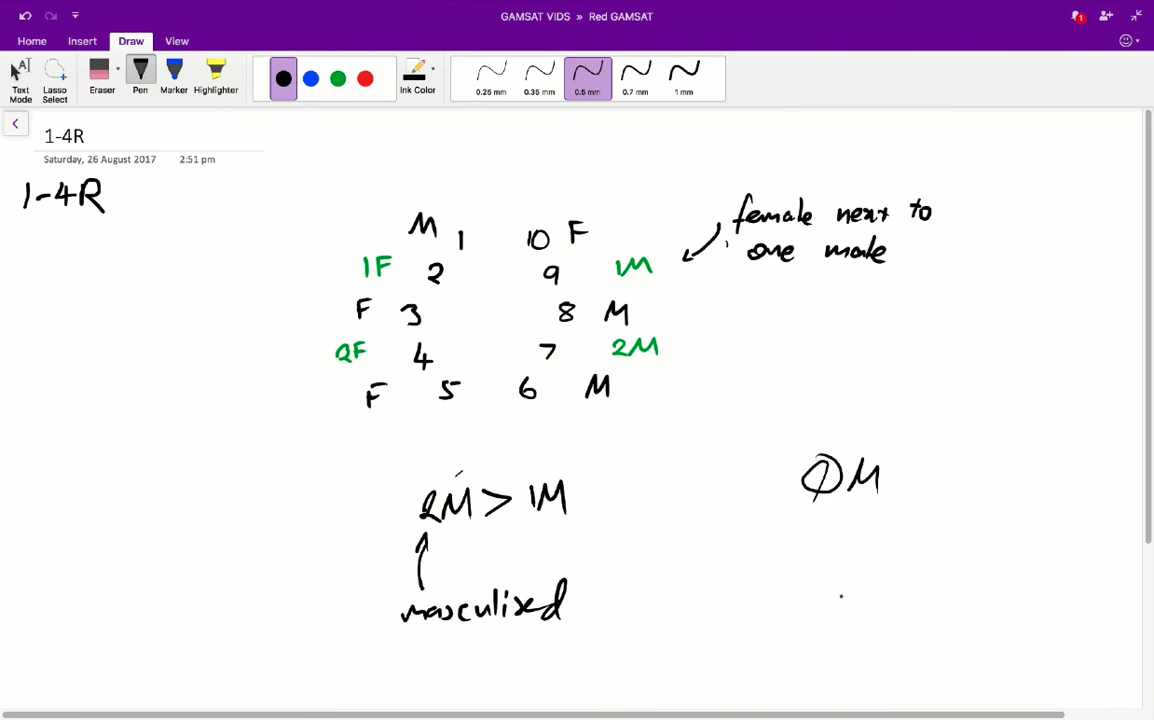 GAMSAT VIDS » Red GAMSAT
1
Home Insert Draw View
Text Mode
Lasso Select
Eraser
Pen
Marker
Highlighter
Ink Color
0.25 mm 0.35 mm 0.5 mm 0.7 mm 1 mm
1-4R
Saturday, 26 August 2017 2:51 pm
1-4R
female next to
one male
M 1 10 F
1F 2 9 1M
F 3 8 M
2F 4 7 2M
F 5 6 M
2M > 1M
masculised
M